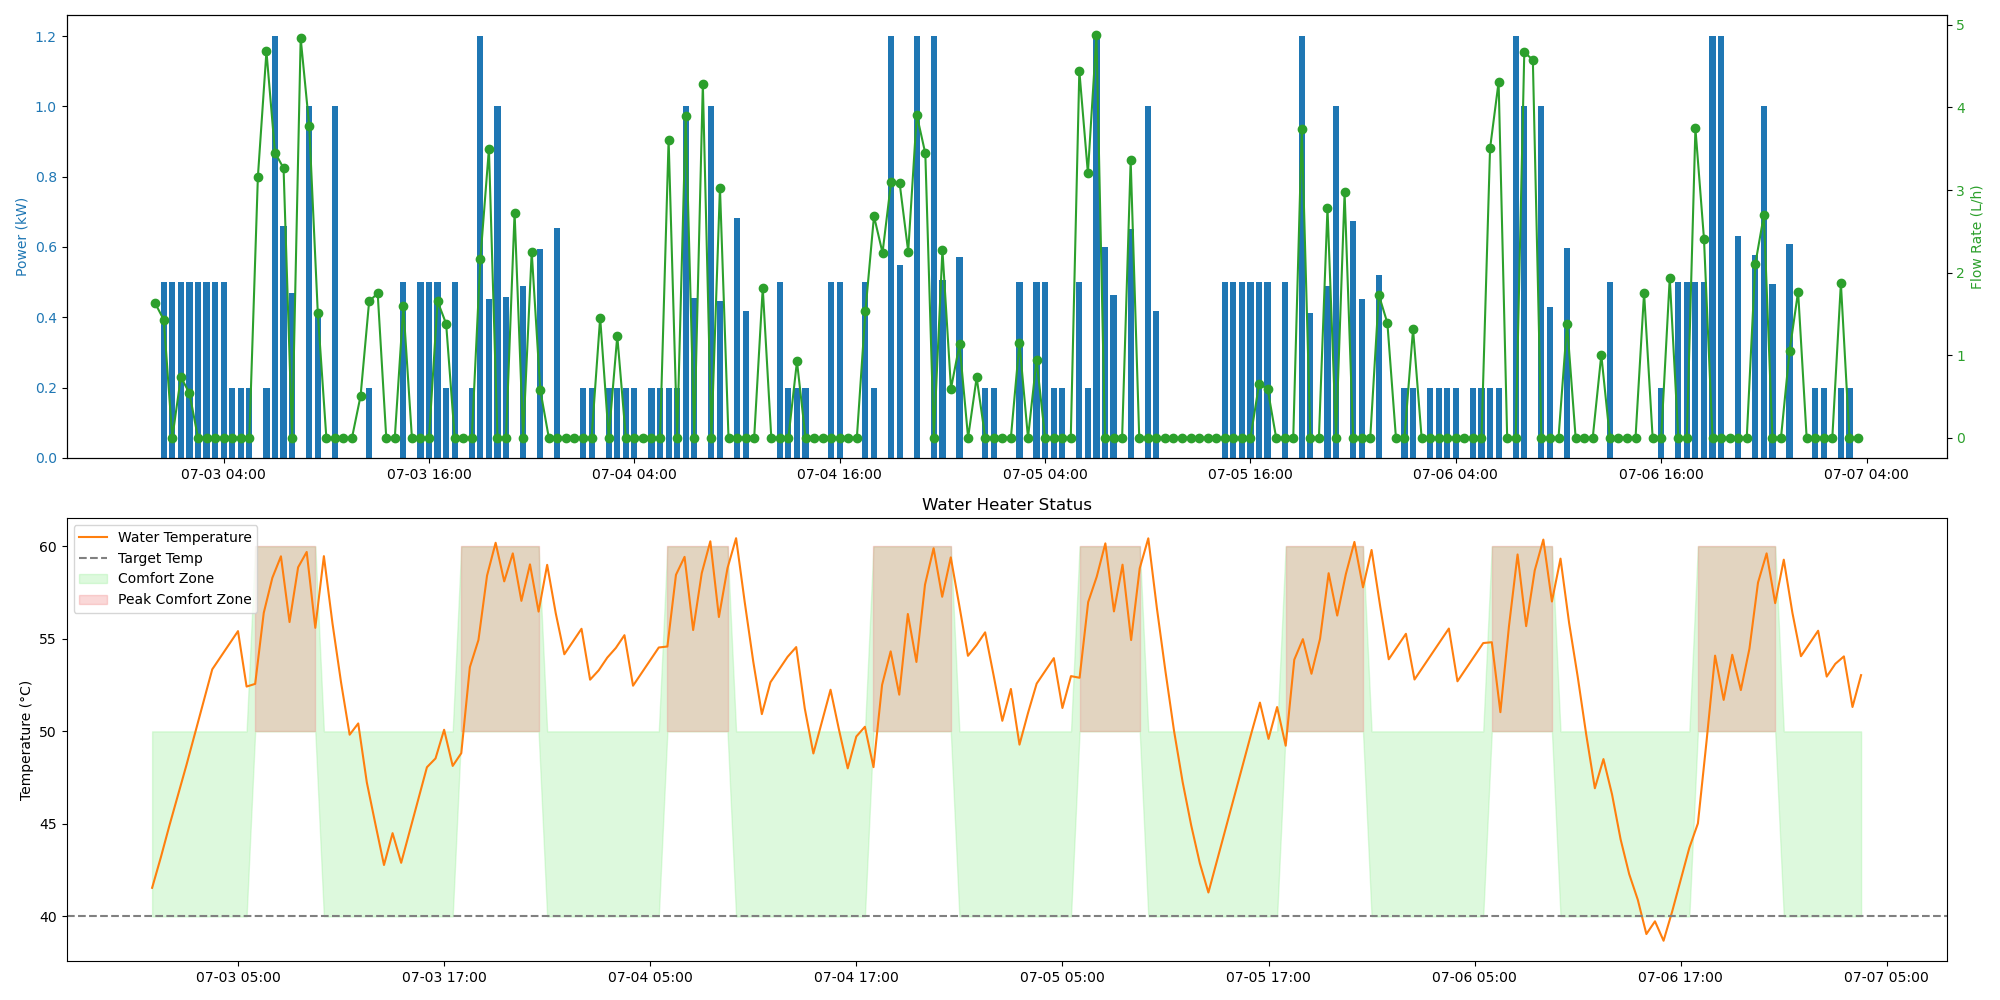 1.2
1.0
0.8
0.6
0.4
0.2
0.0
Power (kW)
5
4
3
2
1
0
Flow Rate (L/h)
07-03 04:00 07-03 16:00 07-04 04:00 07-04 16:00 07-05 04:00 07-05 16:00 07-06 04:00 07-06 16:00 07-07 04:00
Water Heater Status
Water Temperature
Target Temp
Comfort Zone
Peak Comfort Zone
60
55
50
45
40
Temperature (°C)
07-03 05:00 07-03 17:00 07-04 05:00 07-04 17:00 07-05 05:00 07-05 17:00 07-06 05:00 07-06 17:00 07-07 05:00